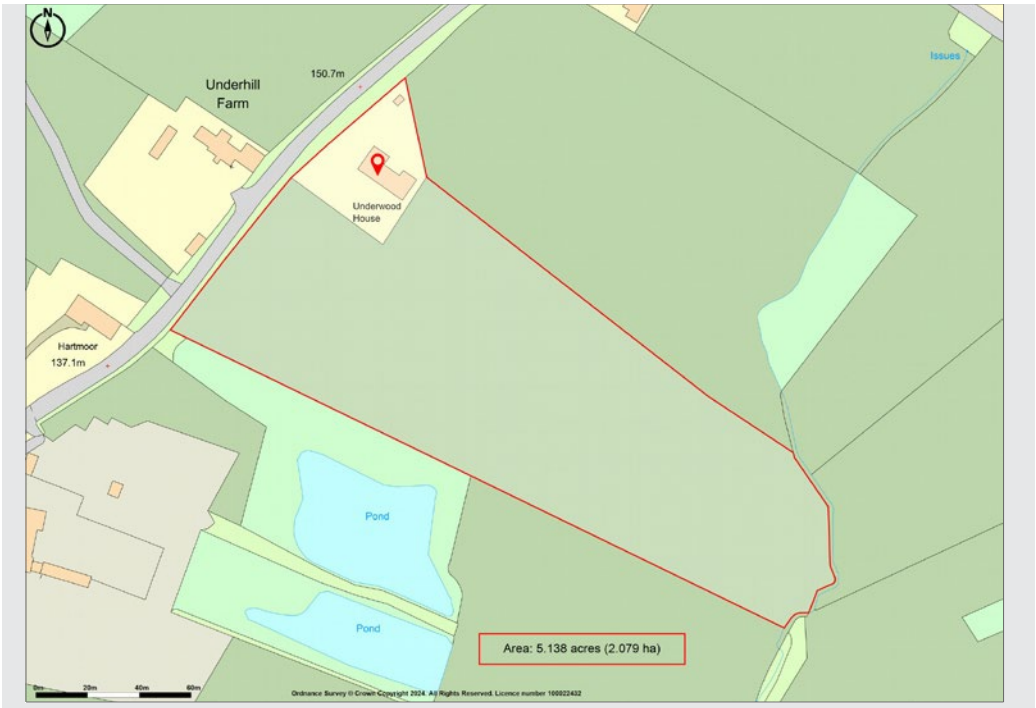 N
Issues
150.7m
Underhill
Farm
Underwood
House
Hartmoor
137.1m
Pond
Pond
Area: 5.138 acres (2.079 ha)
0m 20m 40m 60m
Ordnance Survey © Crown Copyright 2024. All Rights Reserved. Licence number 100022432